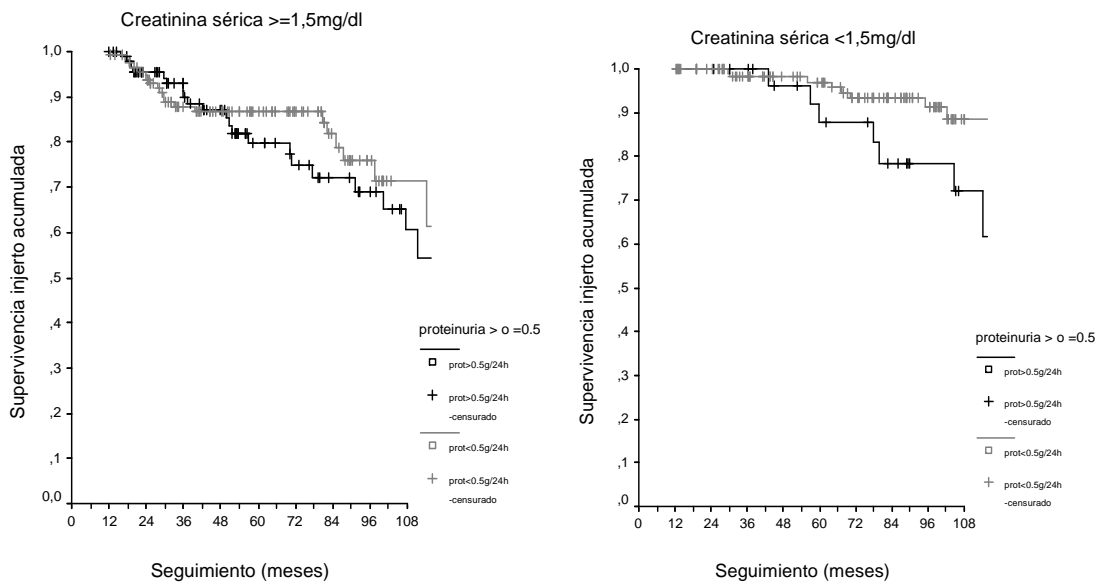 Creatinina sérica >=1,5mg/dl
Supervivencia injerto acumulada
1,0
,9
,8
,7
,6
,5
,4
,3
,2
,1
0,0
0 12 24 36 48 60 72 84 96 108
Seguimiento (meses)
proteinuria > o =0.5
prot>0.5g/24h
prot>0.5g/24h
-censurado
prot<0.5g/24h
prot<0.5g/24h
-censurado
Creatinina sérica <1,5mg/dl
Supervivencia injerto acumulada
1,0
,9
,8
,7
,6
,5
,4
,3
,2
,1
,0
0 12 24 36 48 60 72 84 96 108
Seguimiento (meses)
proteinuria > o =0.5
prot>0.5g/24h
prot>0.5g/24h
-censurado
prot<0.5g/24h
prot<0.5g/24h
-censurado